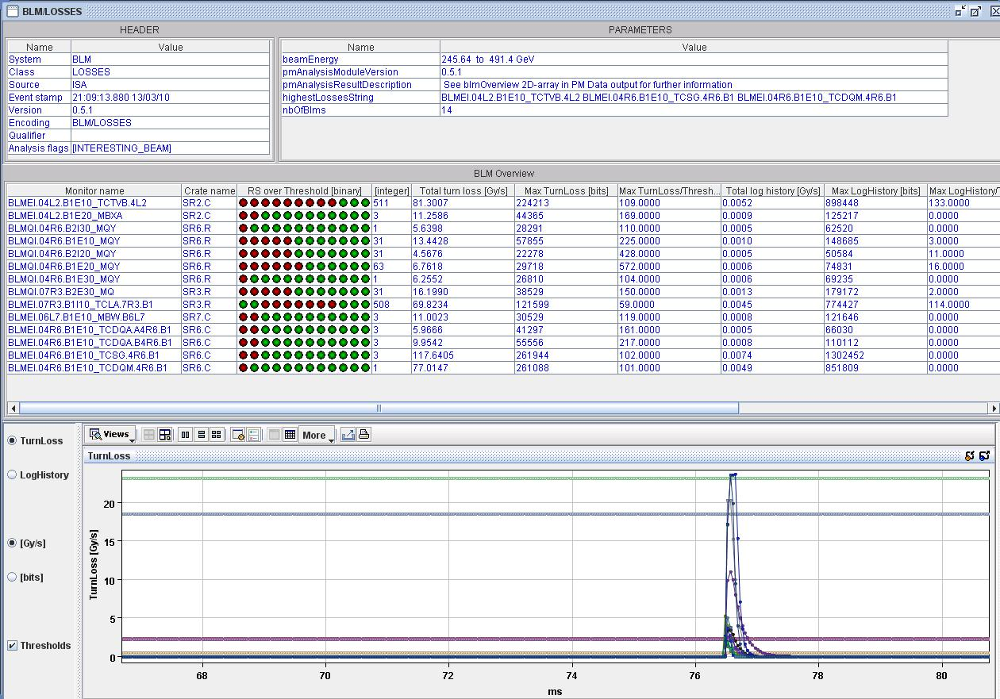 BLM/LOSSES
HEADER
PARAMETERS
Name Value
System BLM
Class LOSSES
Source ISA
Event stamp 21:09:13.880 13/03/10
Version 0.5.1
Encoding BLM/LOSSES
Qualifier
Analysis flags [INTERESTING_BEAM]
Name Value
beamEnergy 245.64 to 491.4 GeV
pmAnalysisModuleVersion 0.5.1
pmAnalysisResultDescription See blmOverview 2D-array in PM Data output for further information
highestLossesString BLMEI.04L2.B1E10_TCTVB.4L2 BLMEI.04R6.B1E10_TCSG.4R6.B1 BLMEI.04R6.B1E10_TCDQM.4R6.B1
nbOfBlms 14
BLM Overview
Monitor name Crate name RS over Threshold [binary] [integer] Total turn loss [Gy/s] Max TurnLoss [bits] Max TurnLoss/Thresh... Total log history [Gy/s] Max LogHistory [bits] Max LogHistory/
BLMEI.04L2.B1E10_TCTVB.4L2 SR2.C 511 81.3007 224213 109.0000 0.0052 898448 133.0000
BLMEI.04L2.B1E20_MBXA SR2.C 3 11.2586 44365 169.0000 0.0009 125217 0.0000
BLMQI.04R6.B2I30_MQY SR6.R 1 5.6398 28291 110.0000 0.0005 62520 0.0000
BLMQI.04R6.B1E10_MQY SR6.R 31 13.4428 57855 225.0000 0.0010 148685 3.0000
BLMQI.04R6.B2I20_MQY SR6.R 31 4.5676 22278 428.0000 0.0005 50584 11.0000
BLMQI.04R6.B1E20_MQY SR6.R 63 6.7618 29718 572.0000 0.0006 74831 16.0000
BLMQI.04R6.B1E30_MQY SR6.R 1 6.2552 26810 104.0000 0.0006 69235 0.0000
BLMQI.07R3.B2E30_MQ SR3.R 31 16.1990 38529 150.0000 0.0013 179172 2.0000
BLMEI.07R3.B1I10_TCLA.7R3.B1 SR3.R 508 69.8234 121599 59.0000 0.0045 774427 114.0000
BLMEI.06L7.B1E10_MBW.B6L7 SR7.C 3 11.0023 30529 119.0000 0.0008 121646 0.0000
BLMEI.04R6.B1E10_TCDQA.A4R6.B1 SR6.C 3 5.9666 41297 161.0000 0.0005 66030 0.0000
BLMEI.04R6.B1E10_TCDQA.B4R6.B1 SR6.C 3 9.9542 55556 217.0000 0.0008 110112 0.0000
BLMEI.04R6.B1E10_TCSG.4R6.B1 SR6.C 3 117.6405 261944 102.0000 0.0074 1302452 0.0000
BLMEI.04R6.B1E10_TCDQM.4R6.B1 SR6.C 1 77.0147 261088 101.0000 0.0049 851809 0.0000
TurnLoss
LogHistory
[Gy/s]
[bits]
Thresholds
Views
More
TurnLoss
TurnLoss [Gy/s]
20
15
10
5
0
68 70 72 74 76 78 80
ms